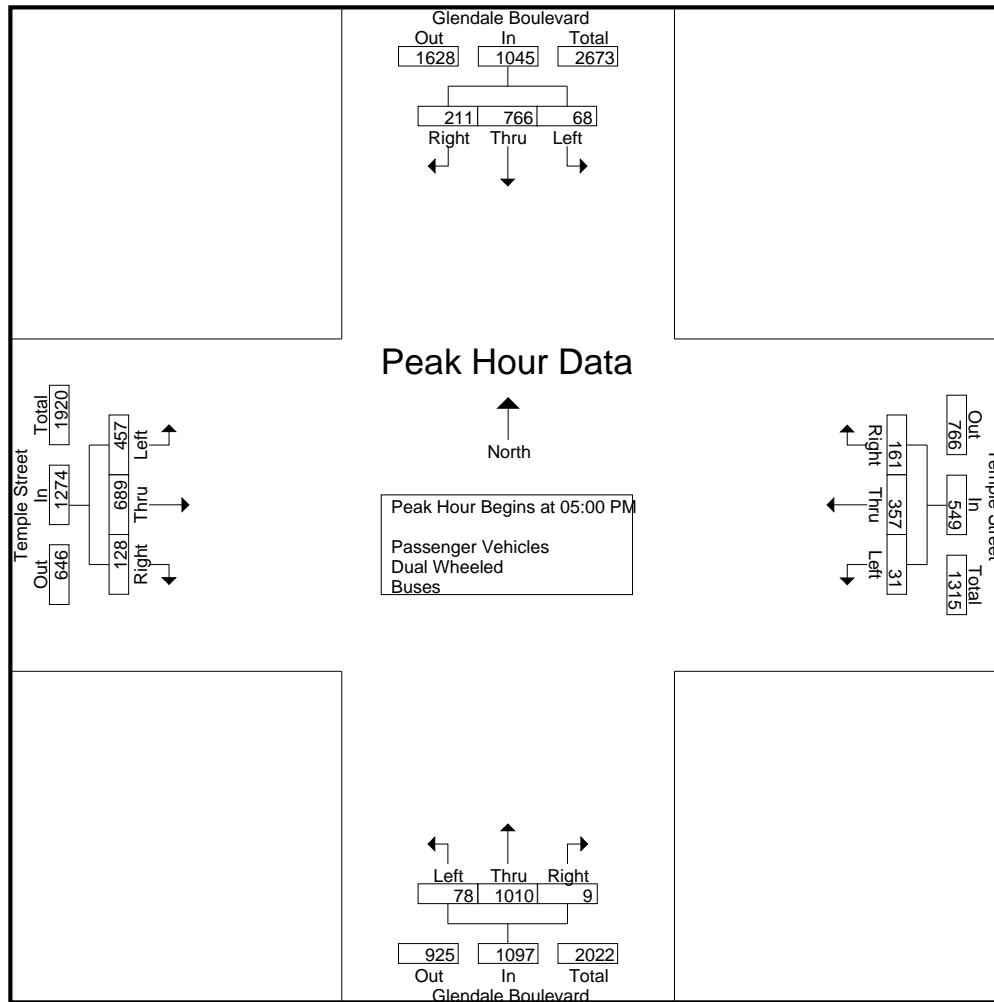 Glendale Boulevard
Out In Total
1628 1045 2673
211 766 68
Right Thru Left
Peak Hour Data
North
Peak Hour Begins at 05:00 PM
Passenger Vehicles
Dual Wheeled
Buses
Temple Street
Out In Total
646 1274 1920
128 689 457
Right Thru Left
Temple Street
Out In Total
766 549 1315
161 357 31
Right Thru Left
Left Thru Right
78 1010 9
925 1097 2022
Out In Total
Glendale Boulevard